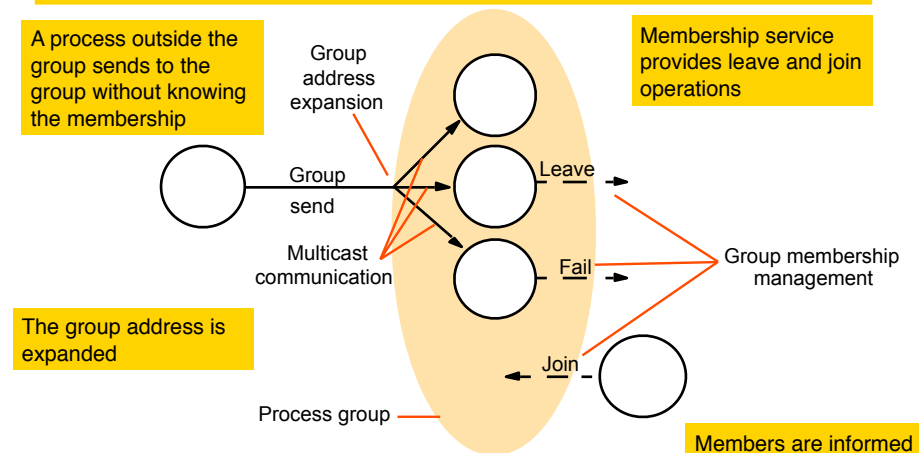 A process outside the
group sends to the
group without knowing
the membership
Group
address
expansion
Membership service
provides leave and join
operations
Group
send
Leave
Multicast
communication
Fail
Group membership
management
The group address is
expanded
Join
Process group
Members are informed